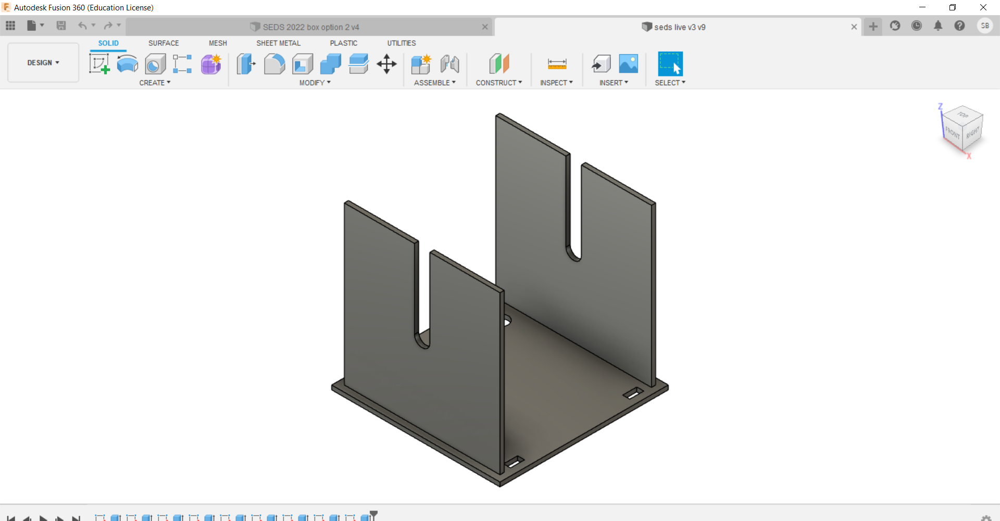 Autodesk Fusion 360 (Education License)
SEDS 2022 box option 2 v4
seds live v3 v9
SB
DESIGN
SOLID SURFACE MESH SHEET METAL PLASTIC UTILITIES
CREATE MODIFY ASSEMBLE CONSTRUCT INSPECT INSERT SELECT
Z
TOP
FRONT RIGHT
X